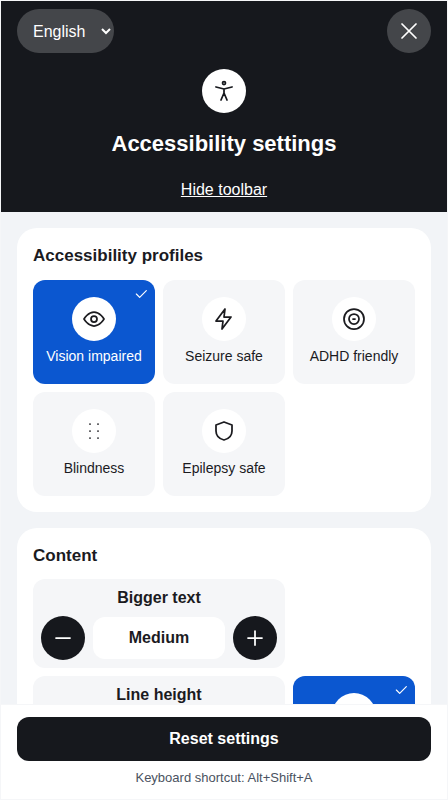 English
Accessibility settings
Hide toolbar
Accessibility profiles
Vision impaired
Seizure safe
ADHD friendly
Blindness
Epilepsy safe
Content
Bigger text
Medium
Line height
Reset settings
Keyboard shortcut: Alt+Shift+A